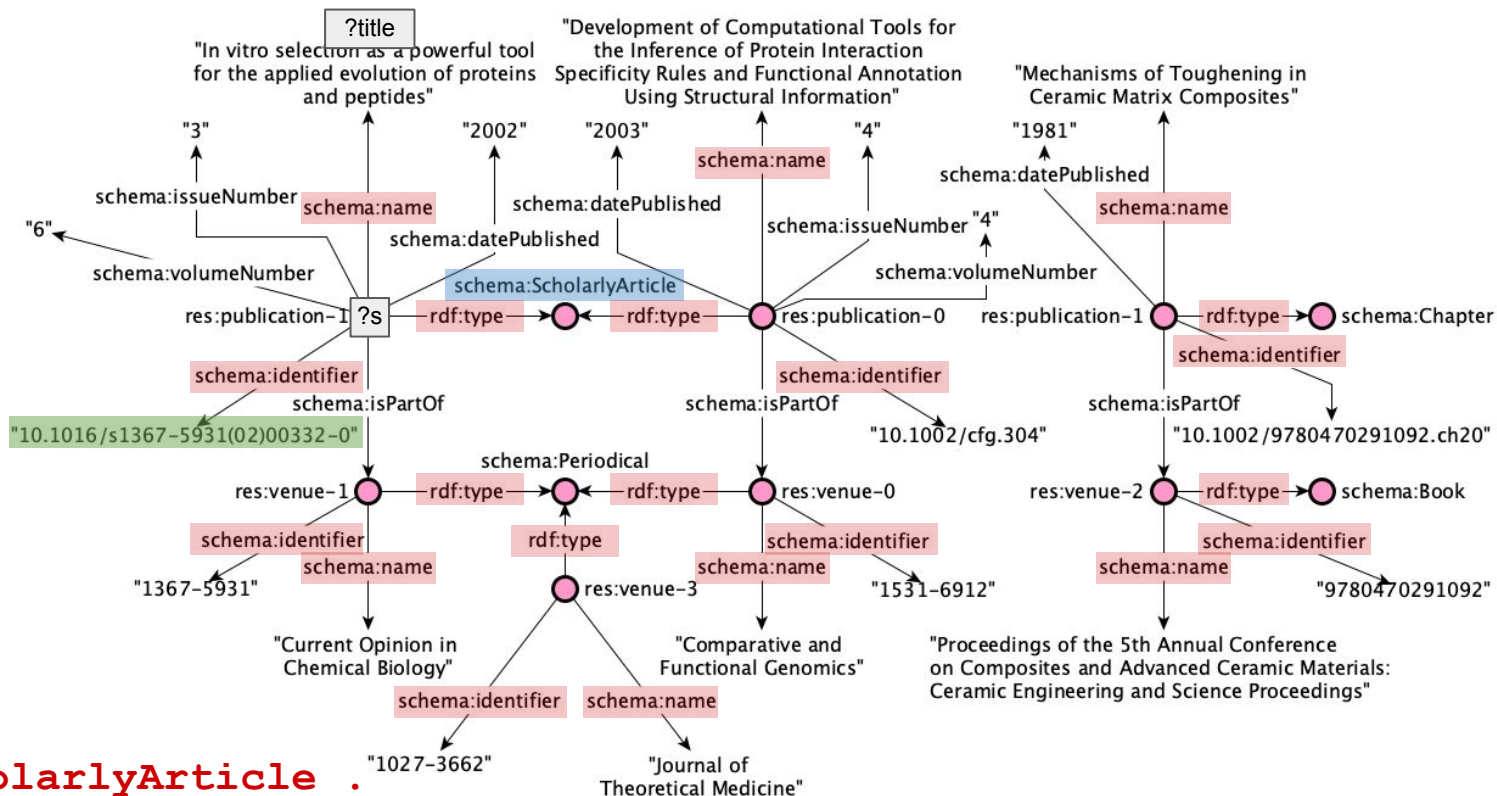 ?title
"In vitro selection as a powerful tool
for the applied evolution of proteins
and peptides"
"Development of Computational Tools for
the Inference of Protein Interaction
Specificity Rules and Functional Annotation
Using Structural Information"
"Mechanisms of Toughening in
Ceramic Matrix Composites"
"3"
"2002"
"2003"
"4"
"1981"
schema:name
schema:datePublished
schema:issueNumber
schema:name
schema:datePublished
schema:name
"6"
schema:datePublished
schema:issueNumber
"4"
schema:volumeNumber
schema:volumeNumber
schema:ScholarlyArticle
res:publication-1
?s
rdf:type
rdf:type
res:publication-0
res:publication-1
rdf:type
schema:Chapter
schema:identifier
schema:identifier
schema:identifier
schema:isPartOf
schema:isPartOf
schema:isPartOf
"10.1016/s1367-5931(02)00332-0"
"10.1002/cfg.304"
"10.1002/9780470291092.ch20"
schema:Periodical
res:venue-1
rdf:type
rdf:type
res:venue-0
res:venue-2
rdf:type
schema:Book
schema:identifier
rdf:type
schema:identifier
schema:identifier
schema:name
schema:name
schema:name
"1367-5931"
res:venue-3
"1531-6912"
"9780470291092"
"Current Opinion in
Chemical Biology"
"Comparative and
Functional Genomics"
"Proceedings of the 5th Annual Conference
on Composites and Advanced Ceramic Materials:
Ceramic Engineering and Science Proceedings"
schema:identifier
schema:name
"1027-3662"
"Journal of
Theoretical Medicine"
olarlyArticle .